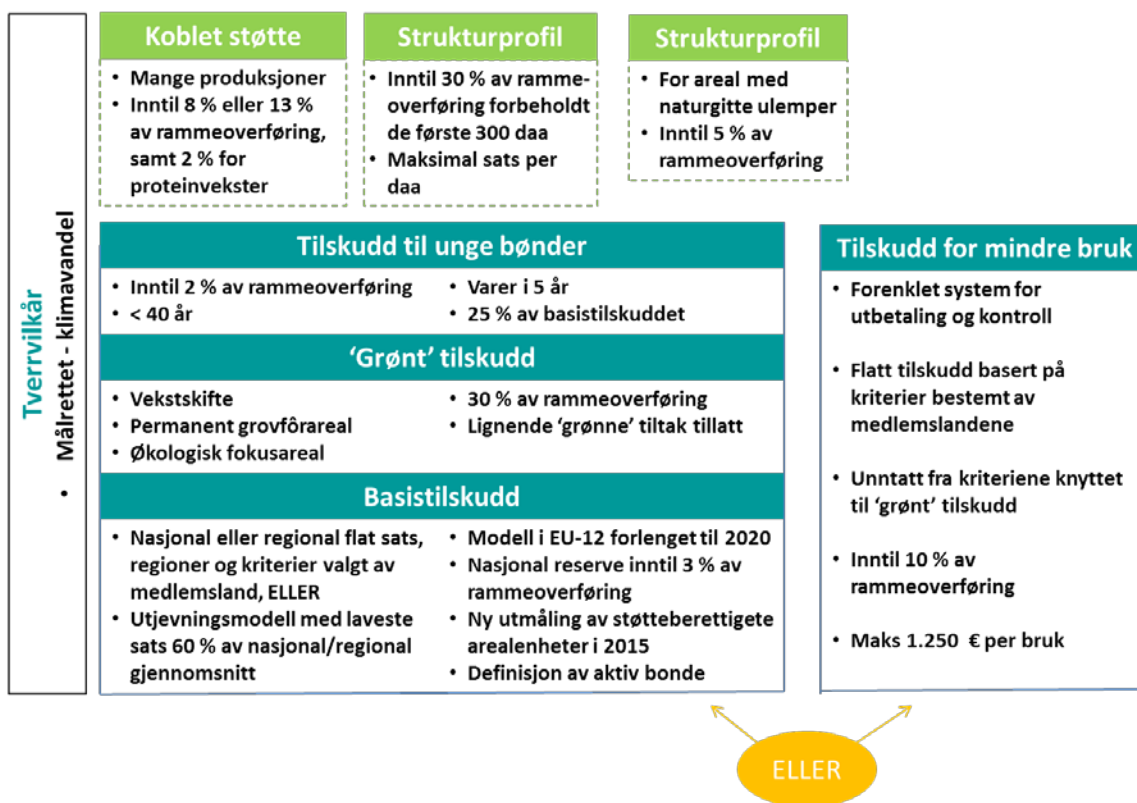 Tverrvilkår
• Målrettet - klimavandel
Koblet støtte
• Mange produksjoner
• Inntil 8 % eller 13 %
av rammeoverføring,
samt 2 % for
proteinvekster
Strukturprofil
• Inntil 30 % av ramme-
overføring forbeholdt
de første 300 daa
• Maksimal sats per
daa
Strukturprofil
• For areal med
naturgitte ulemper
• Inntil 5 % av
rammeoverføring
Tilskudd til unge bønder
• Inntil 2 % av rammeoverføring
• < 40 år
• Varer i 5 år
• 25 % av basistilskuddet
‘Grønt’ tilskudd
• Vekstskifte
• Permanent grovfôrareal
• Økologisk fokusareal
• 30 % av rammeoverføring
• Lignende ‘grønne’ tiltak tillatt
Basistilskudd
• Nasjonal eller regional flat sats,
regioner og kriterier valgt av
medlemsland, ELLER
• Utjevningsmodell med laveste
sats 60 % av nasjonal/regional
gjennomsnitt
• Modell i EU-12 forlenget til 2020
• Nasjonal reserve inntil 3 % av
rammeoverføring
• Ny utmåling av støtteberettigete
arealenheter i 2015
• Definisjon av aktiv bonde
Tilskudd for mindre bruk
• Forenklet system for
utbetaling og kontroll
• Flatt tilskudd basert på
kriterier bestemt av
medlemslandene
• Unntatt fra kriteriene knyttet
til ‘grønt’ tilskudd
• Inntil 10 % av
rammeoverføring
• Maks 1.250 € per bruk
ELLER